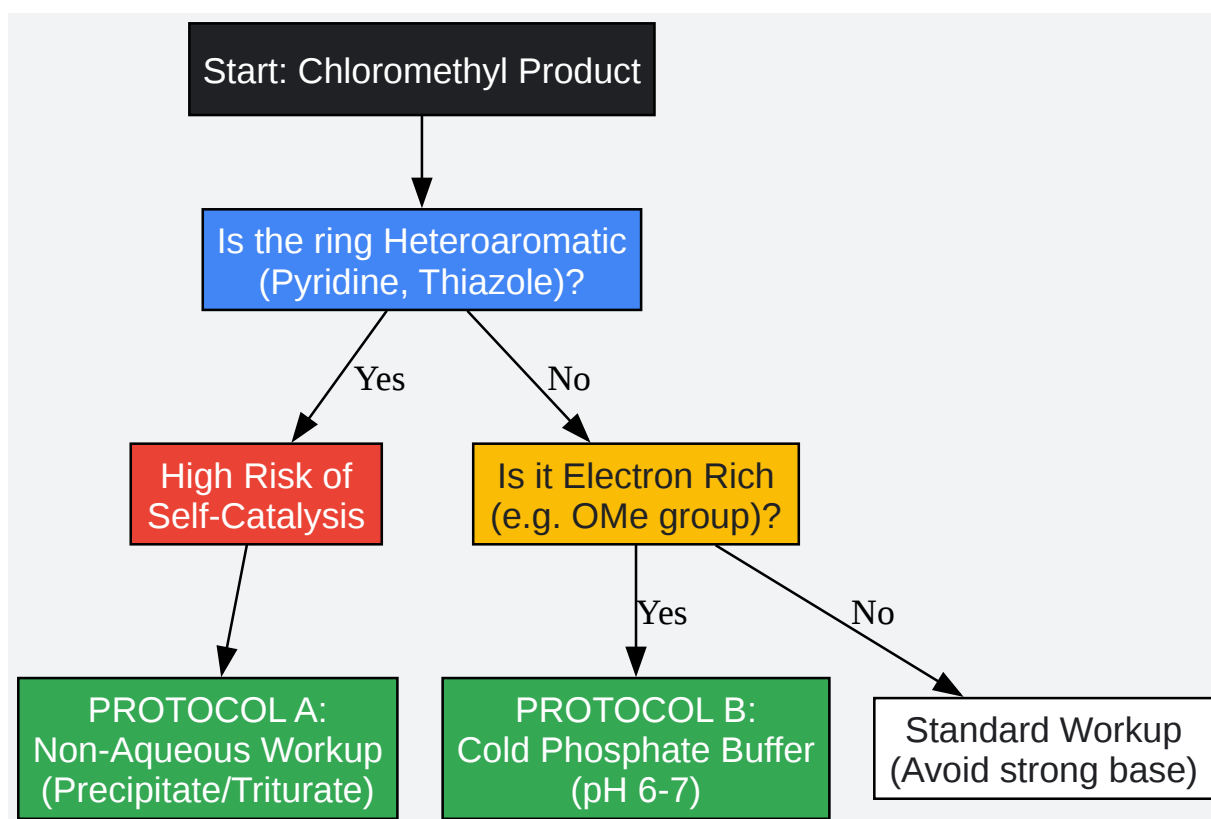 Start: Chloromethyl Product
Is the ring Heteroaromatic
(Pyridine, Thiazole)?
Yes
No
High Risk of
Self-Catalysis
Is it Electron Rich
(e.g. OMe group)?
Yes
No
PROTOCOL A:
Non-Aqueous Workup
(Precipitate/Triturate)
PROTOCOL B:
Cold Phosphate Buffer
(pH 6-7)
Standard Workup
(Avoid strong base)